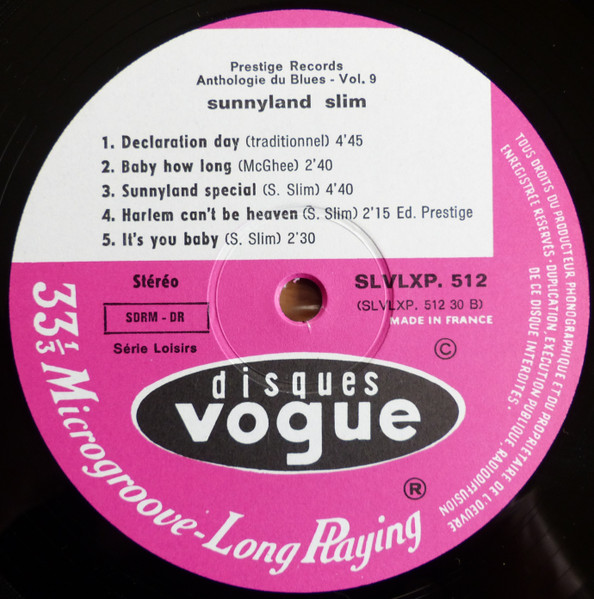 Prestige Records
Anthologie du Blues - Vol. 9
sunnyland slim
1. Declaration day (traditionnel) 4'45
2. Baby how long (McGhee) 2'40
3. Sunnyland special (S. Slim) 4'40
4. Harlem can't be heaven (S. Slim) 2'15 Ed. Prestige
5. It's you baby (S. Slim) 2'30
Stéréo
SDRM - DR
Série Loisirs
SLVLXP. 512
(SLVLXP. 512 30 B)
MADE IN FRANCE
©
disques
vogue
®
33 1/3 Microgroove - Long Playing
TOUS DROITS DU PRODUCTEUR PHONOGRAPHIQUE ET DU PROPRIETAIRE DE L'OEUVRE
ENREGISTRÉE RÉSERVÉS · DUPLICATION, EXÉCUTION PUBLIQUE, RADIODIFFUSION
DE CE DISQUE INTERDITES ·